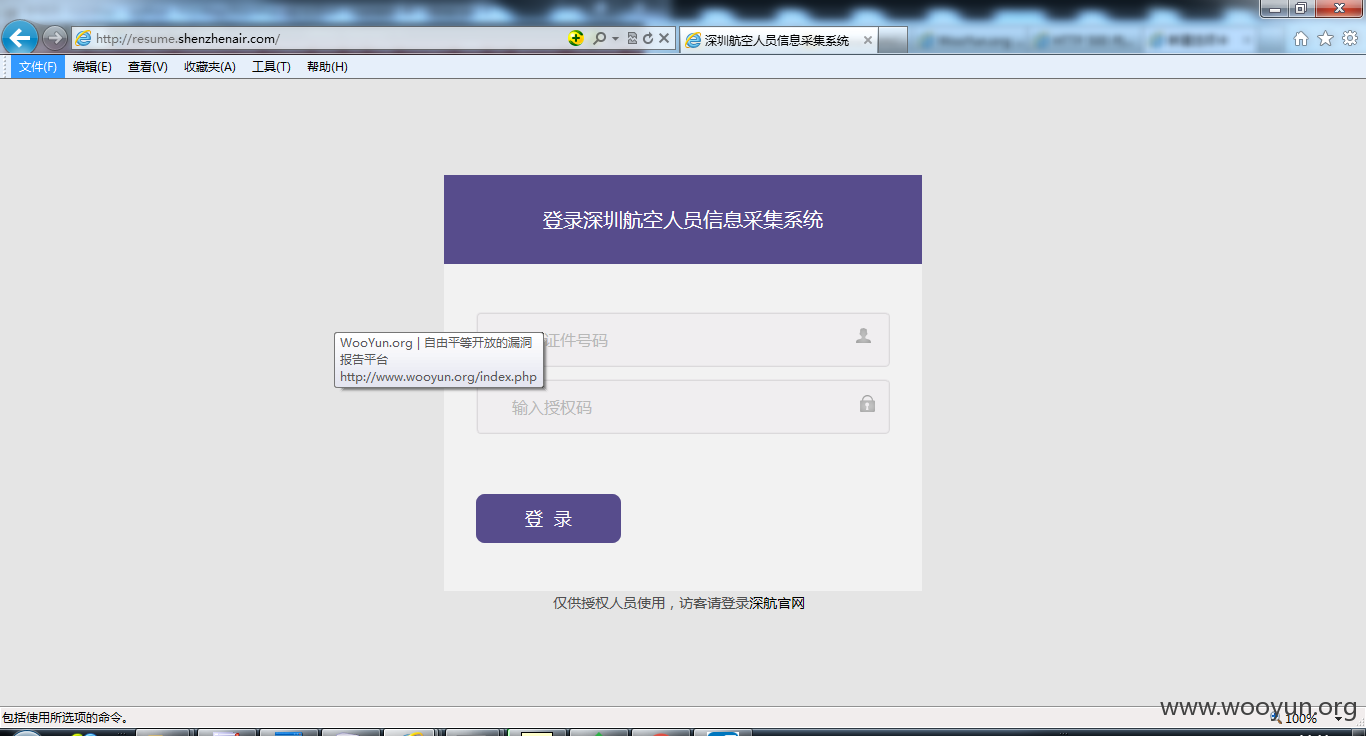 http://resume.shenzhenair.com/
深圳航空人员信息采集系统
文件(F) 编辑(E) 查看(V) 收藏夹(A) 工具(T) 帮助(H)
登录深圳航空人员信息采集系统
证件号码
WooYun.org | 自由平等开放的漏洞
报告平台
http://www.wooyun.org/index.php
输入授权码
登 录
仅供授权人员使用，访客请登录深航官网
www.wooyun.org
包括使用所选项的命令。
100%